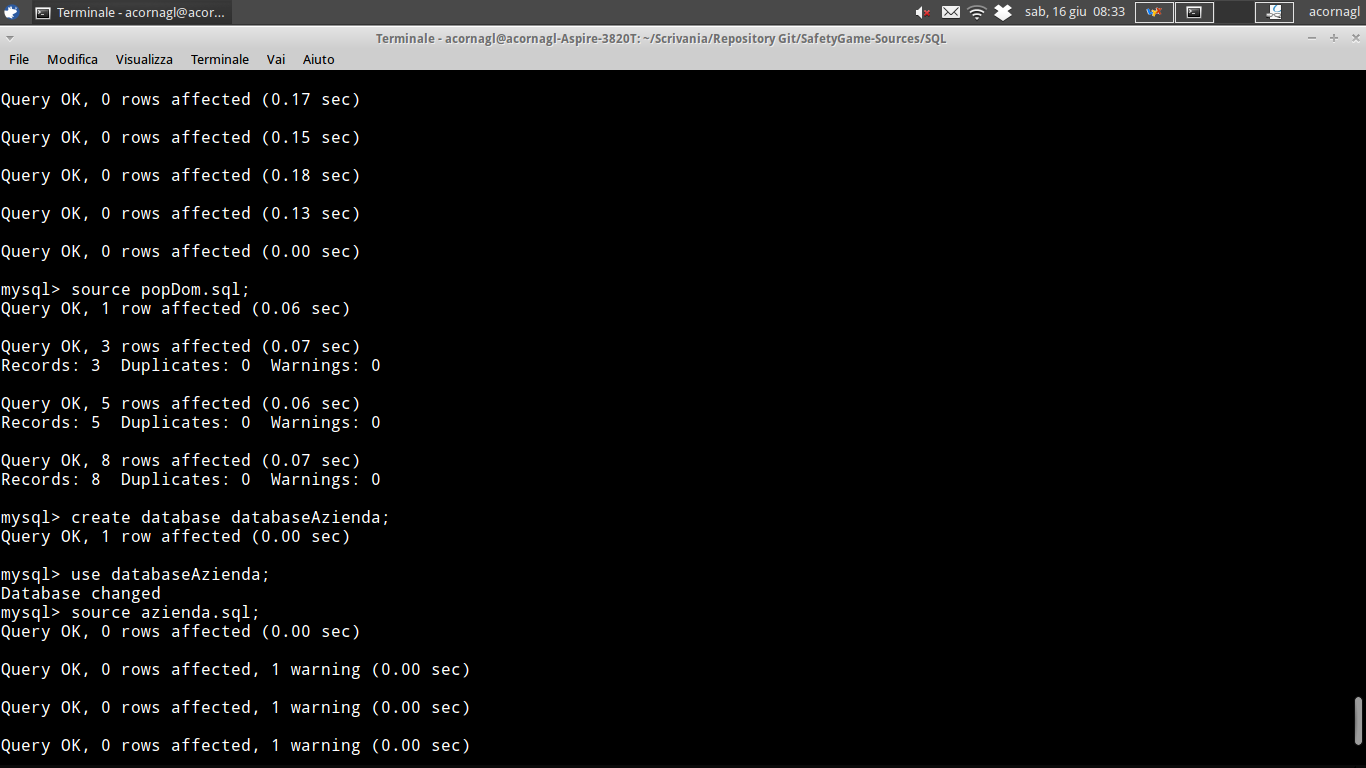 Terminale - acornagl@acor...
sab, 16 giu 08:33
acornagl
Terminale - acornagl@acornagl-Aspire-3820T: ~/Scrivania/Repository Git/SafetyGame-Sources/SQL
File Modifica Visualizza Terminale Vai Aiuto
Query OK, 0 rows affected (0.17 sec)
Query OK, 0 rows affected (0.15 sec)
Query OK, 0 rows affected (0.18 sec)
Query OK, 0 rows affected (0.13 sec)
Query OK, 0 rows affected (0.00 sec)
mysql> source popDom.sql;
Query OK, 1 row affected (0.06 sec)
Query OK, 3 rows affected (0.07 sec)
Records: 3  Duplicates: 0  Warnings: 0
Query OK, 5 rows affected (0.06 sec)
Records: 5  Duplicates: 0  Warnings: 0
Query OK, 8 rows affected (0.07 sec)
Records: 8  Duplicates: 0  Warnings: 0
mysql> create database databaseAzienda;
Query OK, 1 row affected (0.00 sec)
mysql> use databaseAzienda;
Database changed
mysql> source azienda.sql;
Query OK, 0 rows affected (0.00 sec)
Query OK, 0 rows affected, 1 warning (0.00 sec)
Query OK, 0 rows affected, 1 warning (0.00 sec)
Query OK, 0 rows affected, 1 warning (0.00 sec)